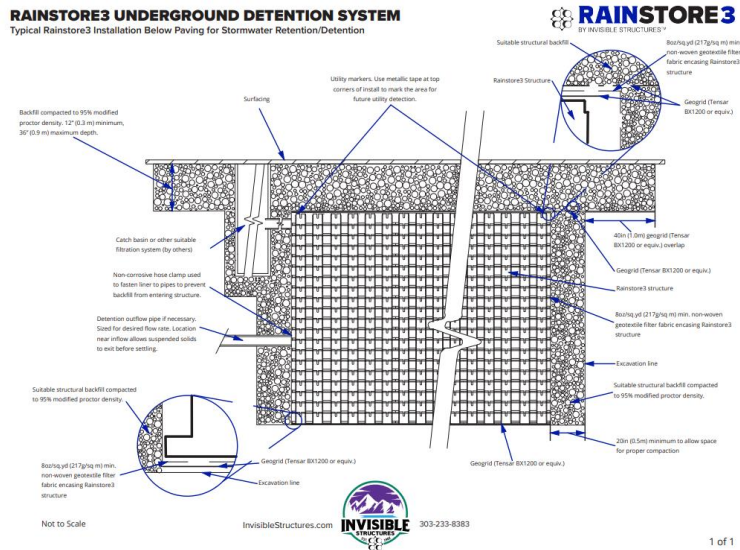 RAINSTORE3 UNDERGROUND DETENTION SYSTEM
Typical Rainstore3 Installation Below Paving for Stormwater Retention/Detention
RAINSTORE3
BY INVISIBLE STRUCTURES™
Suitable structural backfill
8oz/sq.yd (217g/sq m) min.
non-woven geotextile filter
fabric encasing Rainstore3
structure
Rainstore3 Structure
Geogrid (Tensar
BX1200 or equiv.)
Utility markers. Use metallic tape at top
corners of install to mark the area for
future utility detection.
Surfacing
Backfill compacted to 95% modified
proctor density. 12" (0.3 m) minimum,
36" (0.9 m) maximum depth.
Catch basin or other suitable
filtration system (by others)
Non-corrosive hose clamp used
to fasten liner to pipes to prevent
backfill from entering structure.
Detention outflow pipe if necessary.
Sized for desired flow rate. Location
near inflow allows suspended solids
to exit before settling.
40in (1.0m) geogrid (Tensar
BX1200 or equiv.) overlap
Geogrid (Tensar BX1200 or equiv.)
Rainstore3 structure
8oz/sq.yd (217g/sq m) min. non-woven
geotextile filter fabric encasing Rainstore3
structure
Excavation line
Suitable structural backfill compacted
to 95% modified proctor density.
20in (0.5m) minimum to allow space
for proper compaction
Suitable structural backfill compacted
to 95% modified proctor density.
8oz/sq.yd (217g/sq m) min.
non-woven geotextile filter
fabric encasing Rainstore3
structure
Geogrid (Tensar BX1200 or equiv.)
Excavation line
Geogrid (Tensar BX1200 or equiv.)
Not to Scale
InvisibleStructures.com
INVISIBLE
STRUCTURES
303-233-8383
1 of 1